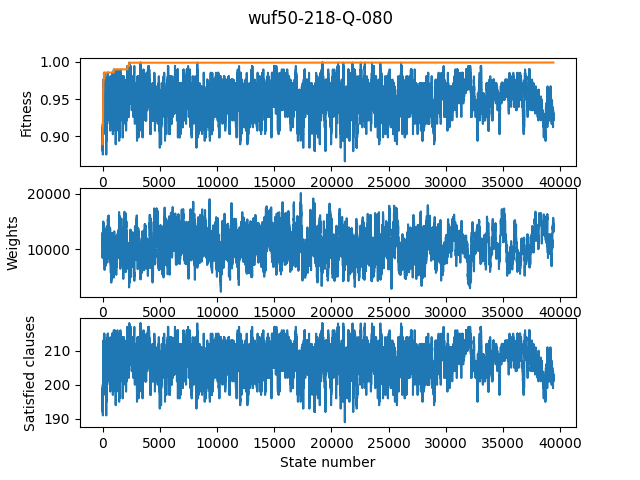 wuf50-218-Q-080
1.00
0.95
0.90
Fitness
0 5000 10000 15000 20000 25000 30000 35000 40000
20000
10000
Weights
0 5000 10000 15000 20000 25000 30000 35000 40000
210
200
190
Satisfied clauses
0 5000 10000 15000 20000 25000 30000 35000 40000
State number